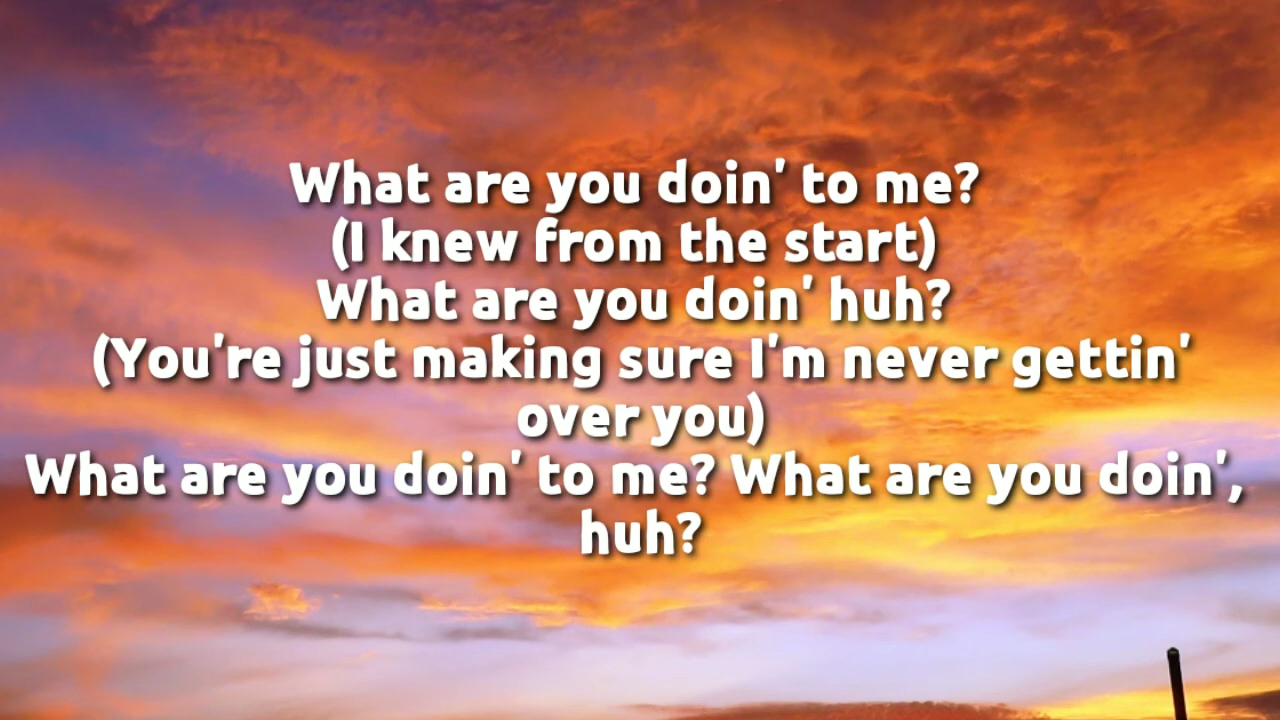 What are you doin' to me?
(I knew from the start)
What are you doin' huh?
(You're just making sure I'm never gettin'
over you)
What are you doin' to me? What are you doin',
huh?